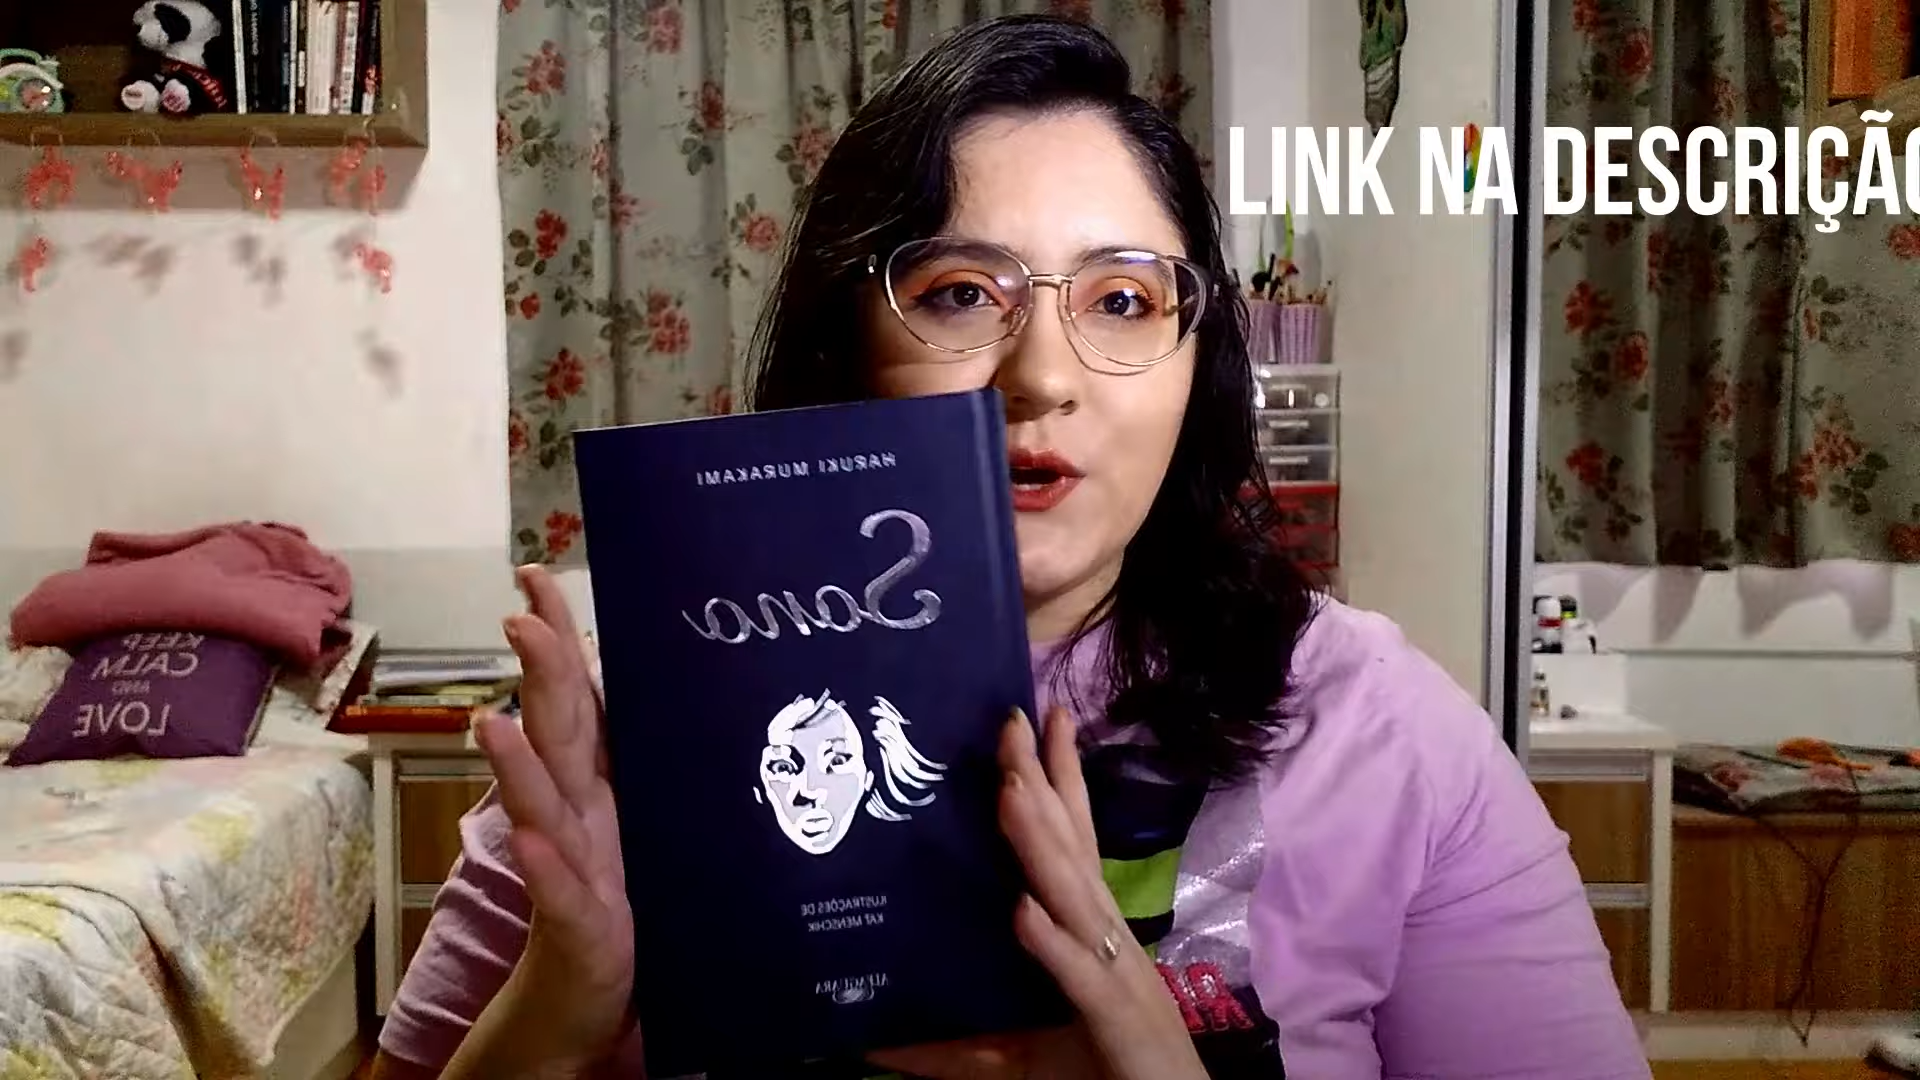 LINK NA DESCRIÇÃO
HARUKI MURAKAMI
Sono
ILUSTRAÇÕES DE
KAT MENSCHIK
ALFAGUARA
KEEP
CALM
AND
LOVE